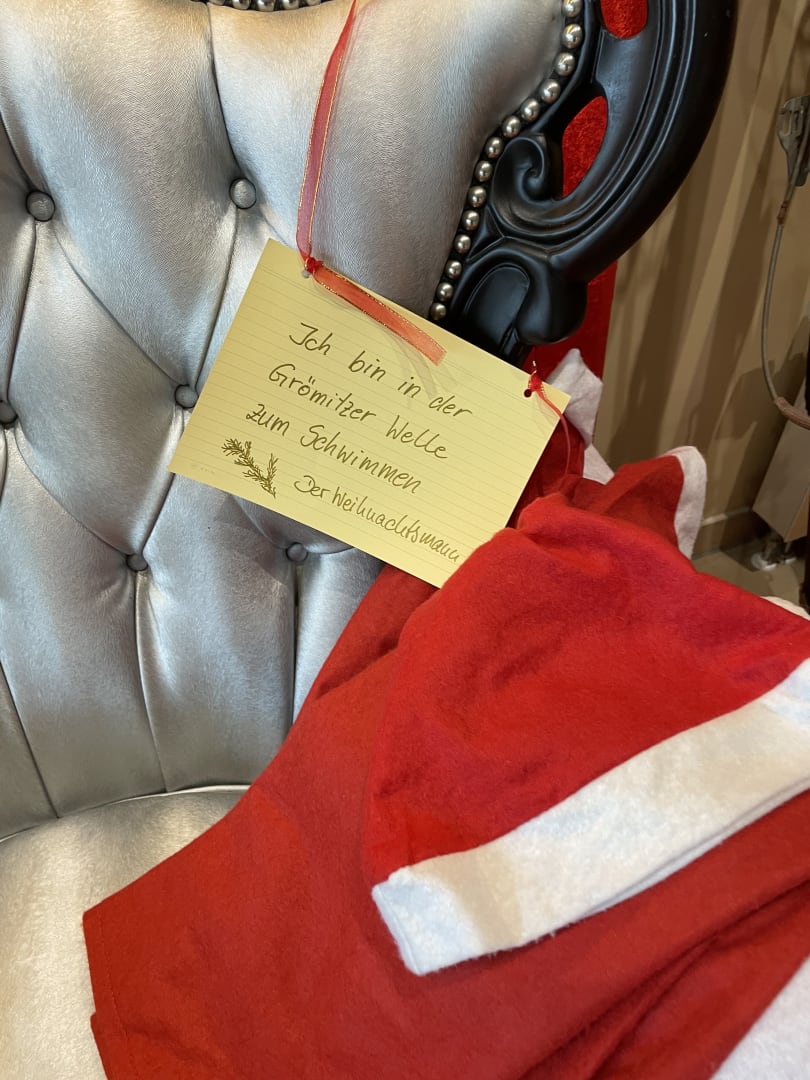 Ich bin in der
Grömitzer Welle
zum Schwimmen
Der Weihnachtsmann